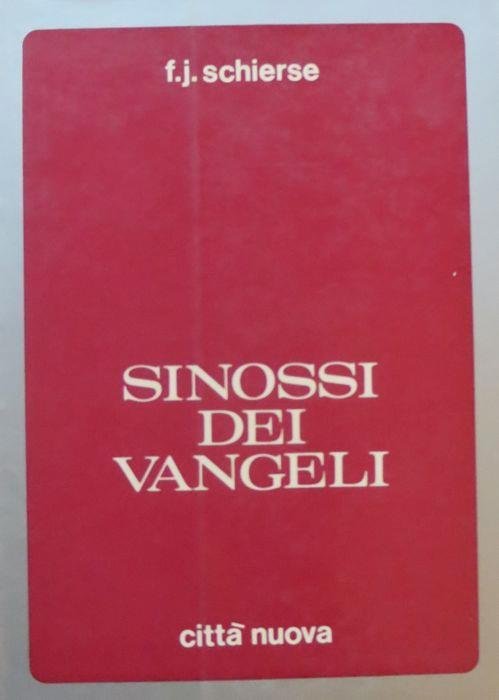 f.j. schierse
SINOSSI
DEI
VANGELI
città nuova